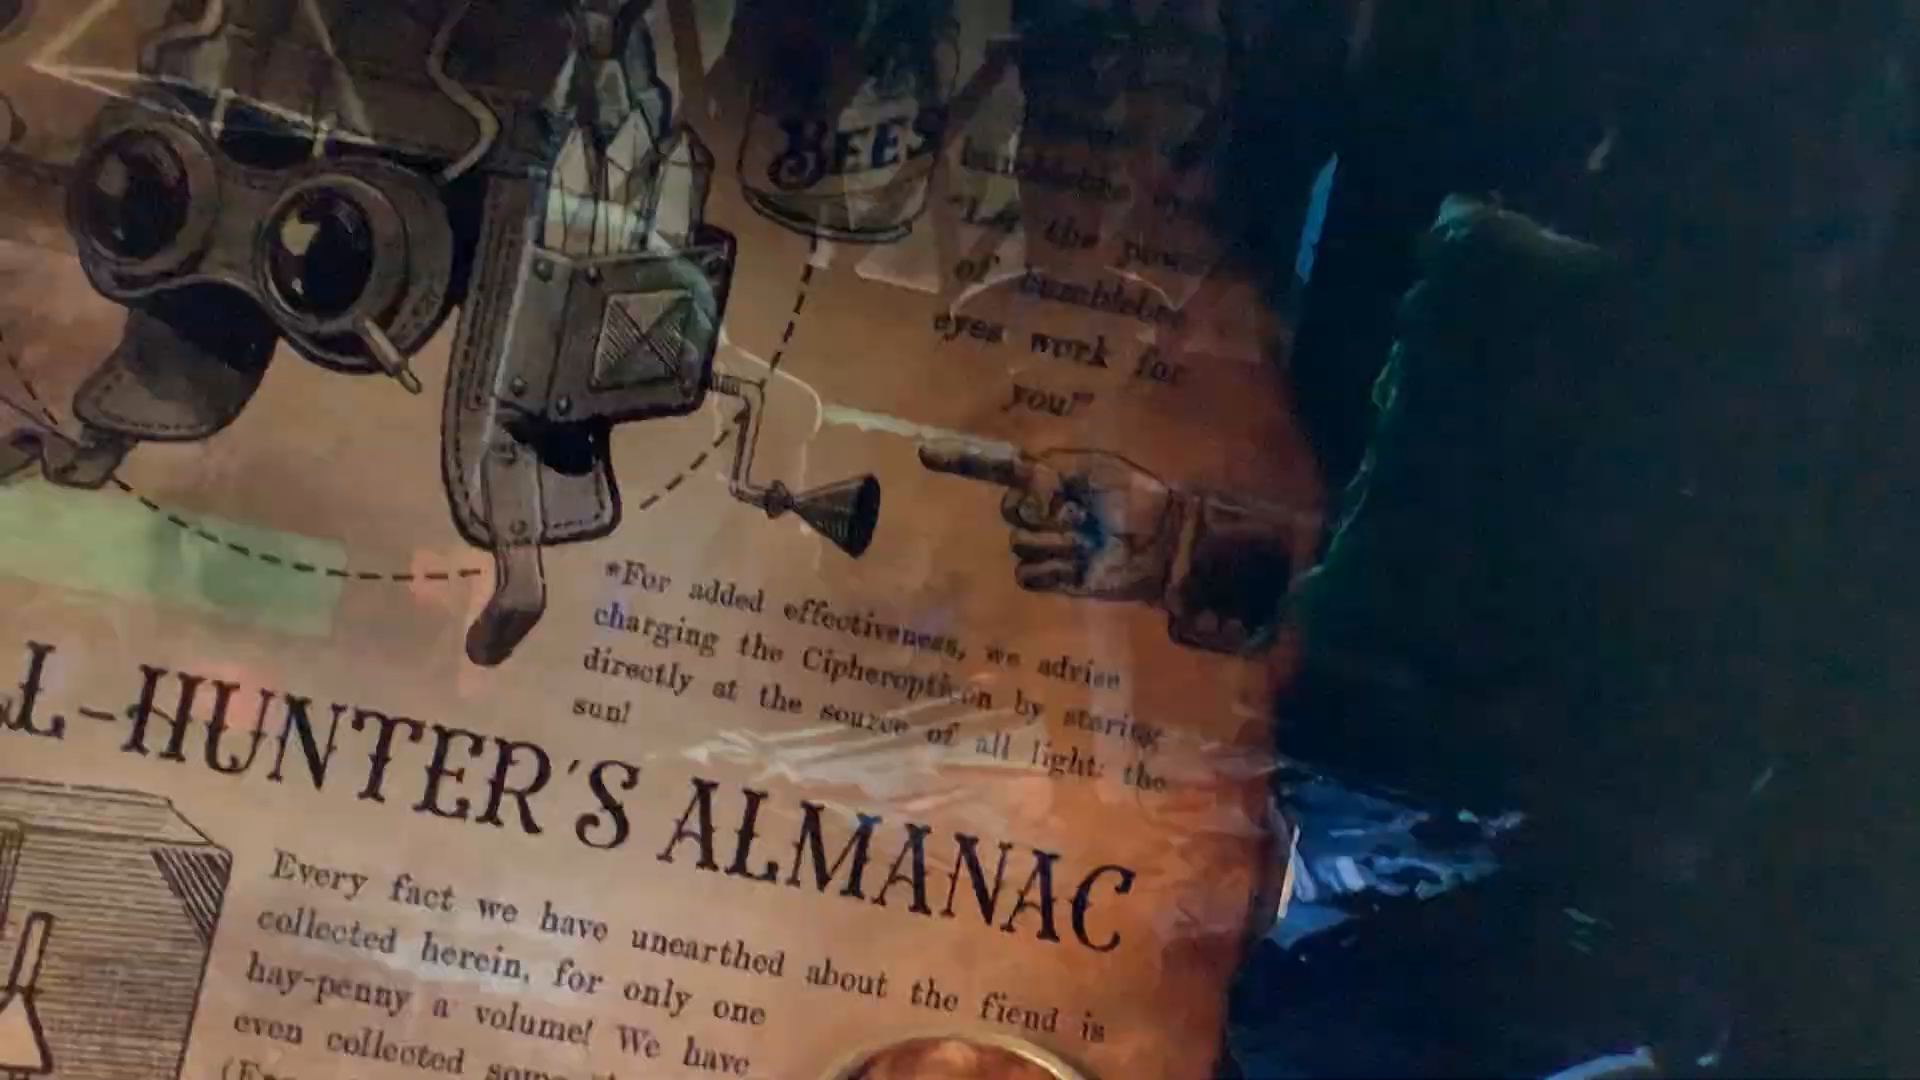 BEES
"Let the power
of bumblebee
eyes work for
you!"
*For added effectiveness, we advise
charging the Cipheropticon by staring
directly at the source of all light: the
sun!
L-HUNTER'S ALMANAC
Every fact we have unearthed about the fiend is
collected herein, for only one
hay-penny a volume! We have
even collected some